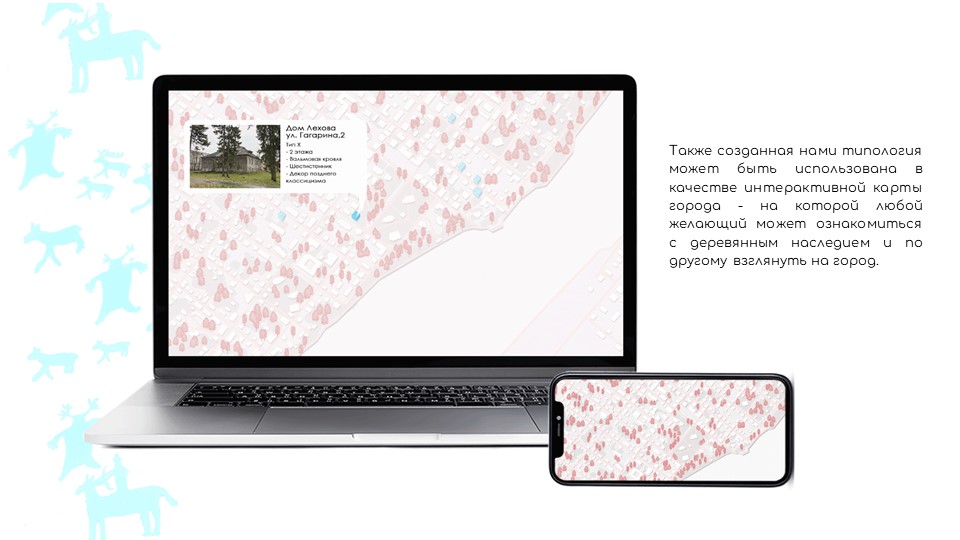 Дом Лехова
ул. Гагарина,2
Тип X
- 2 этажа
- Вальмовая кровля
- Шестистенник
- Декор позднего
классицизма
Также созданная нами типология
может быть использована в
качестве интерактивной карты
города - на которой любой
желающий может ознакомиться
с деревянным наследием и по
другому взглянуть на город.